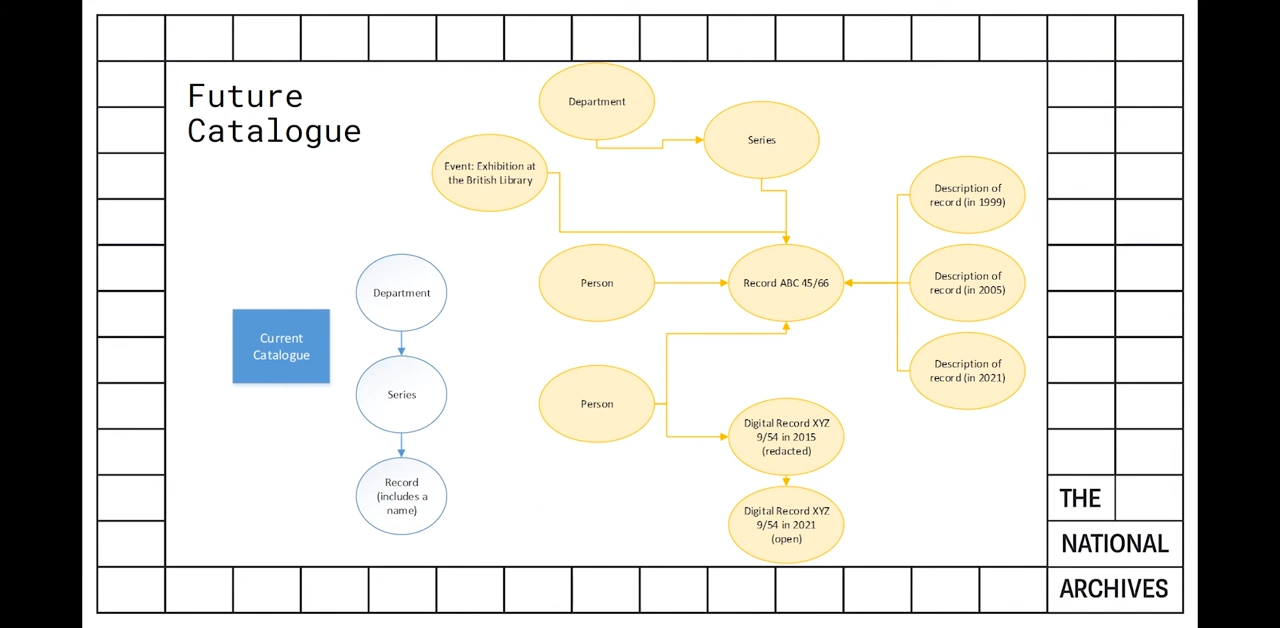 Future
Catalogue
Department
Series
Event: Exhibition at
the British Library
Description of
record (in 1999)
Person
Record ABC 45/66
Description of
record (in 2005)
Description of
record (in 2021)
Person
Digital Record XYZ
9/54 in 2015
(redacted)
Digital Record XYZ
9/54 in 2021
(open)
Current
Catalogue
Department
Series
Record
(includes a
name)
THE
NATIONAL
ARCHIVES